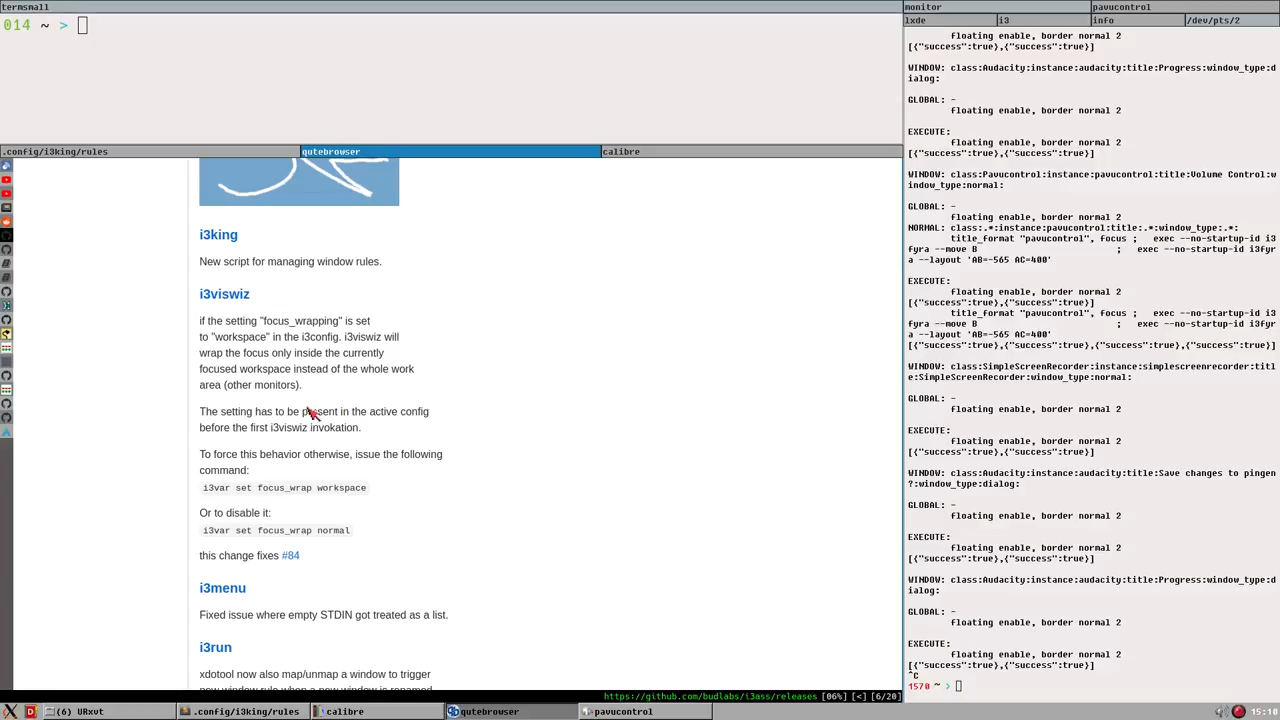 termsmall
014 ~ >
.config/i3king/rules
qutebrowser
calibre
i3king
New script for managing window rules.
i3viswiz
if the setting "focus_wrapping" is set
to "workspace" in the i3config. i3viswiz will
wrap the focus only inside the currently
focused workspace instead of the whole work
area (other monitors).
The setting has to be present in the active config
before the first i3viswiz invokation.
To force this behavior otherwise, issue the following
command:
i3var set focus_wrap workspace
Or to disable it:
i3var set focus_wrap normal
this change fixes #84
i3menu
Fixed issue where empty STDIN got treated as a list.
i3run
xdotool now also map/unmap a window to trigger
new window rule when a new window is renamed
https://github.com/budlabs/i3ass/releases [06%] [<] [6/20]
monitor
pavucontrol
lxde
i3
info
/dev/pts/2
floating enable, border normal 2
[{"success":true},{"success":true}]
WINDOW: class:Audacity:instance:audacity:title:Progress:window_type:d
ialog:
GLOBAL: -
floating enable, border normal 2
EXECUTE:
floating enable, border normal 2
[{"success":true},{"success":true}]
WINDOW: class:Pavucontrol:instance:pavucontrol:title:Volume Control:w
indow_type:normal:
GLOBAL: -
floating enable, border normal 2
NORMAL: class:.*:instance:pavucontrol:title:.*:window_type:.*:
title_format "pavucontrol", focus ;   exec --no-startup-id i3
fyra --move B                              ;   exec --no-startup-id i3fyr
a --layout 'AB=-565 AC=400'
EXECUTE:
floating enable, border normal 2
[{"success":true},{"success":true}]
title_format "pavucontrol", focus ;   exec --no-startup-id i3
fyra --move B                              ;   exec --no-startup-id i3fyr
a --layout 'AB=-565 AC=400'
[{"success":true},{"success":true},{"success":true},{"success":true}]
WINDOW: class:SimpleScreenRecorder:instance:simplescreenrecorder:titl
e:SimpleScreenRecorder:window_type:normal:
GLOBAL: -
floating enable, border normal 2
EXECUTE:
floating enable, border normal 2
[{"success":true},{"success":true}]
WINDOW: class:Audacity:instance:audacity:title:Save changes to pingen
?:window_type:dialog:
GLOBAL: -
floating enable, border normal 2
EXECUTE:
floating enable, border normal 2
[{"success":true},{"success":true}]
WINDOW: class:Audacity:instance:audacity:title:Progress:window_type:d
ialog:
GLOBAL: -
floating enable, border normal 2
EXECUTE:
floating enable, border normal 2
[{"success":true},{"success":true}]
^C
1570 ~ >
(6) URxvt
.config/i3king/rules
calibre
qutebrowser
pavucontrol
15:10